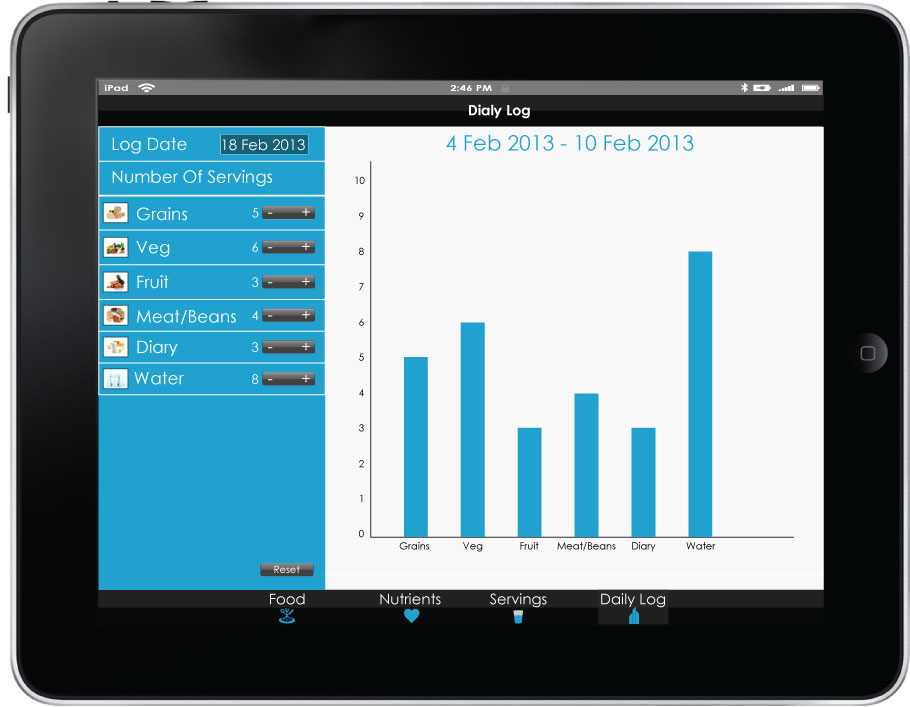 iPad 2:46 PM
Dialy Log
Log Date 18 Feb 2013
Number Of Servings
Grains 5 - +
Veg 6 - +
Fruit 3 - +
Meat/Beans 4 - +
Diary 3 - +
Water 8 - +
Reset
4 Feb 2013 - 10 Feb 2013
10
9
8
7
6
5
4
3
2
1
0
Grains Veg Fruit Meat/Beans Diary Water
Food Nutrients Servings Daily Log